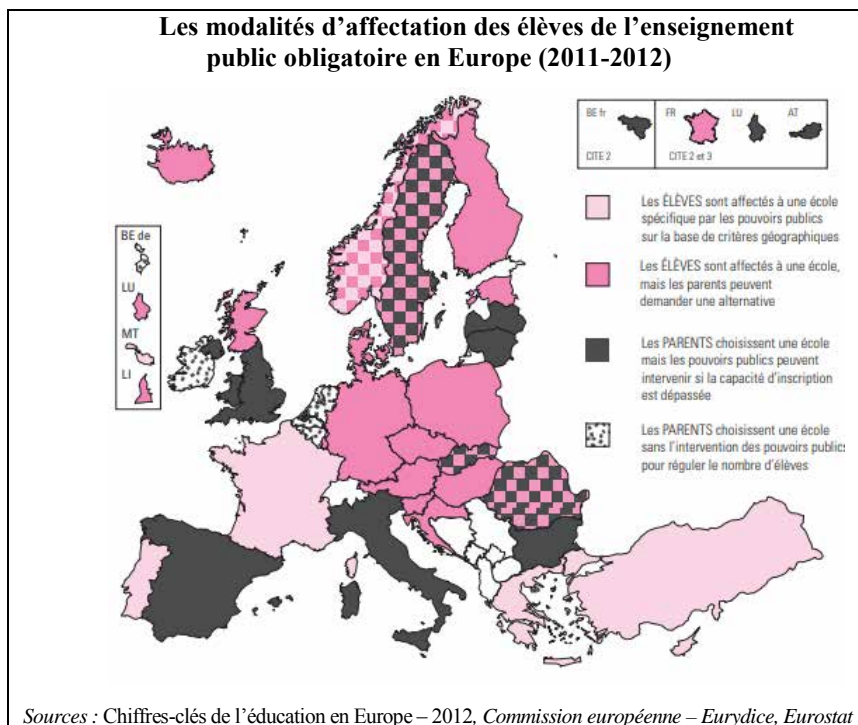 Les modalités d’affectation des élèves de l’enseignement
public obligatoire en Europe (2011-2012)
BE fr
CITE 2
FR
LU
AT
CITE 2 et 3
BE de
LU
MT
LI
Les ÉLÈVES sont affectés à une école
spécifique par les pouvoirs publics
sur la base de critères géographiques
Les ÉLÈVES sont affectés à une école,
mais les parents peuvent
demander une alternative
Les PARENTS choisissent une école
mais les pouvoirs publics peuvent
intervenir si la capacité d’inscription
est dépassée
Les PARENTS choisissent une école
sans l’intervention des pouvoirs publics
pour réguler le nombre d’élèves
Sources : Chiffres-clés de l’éducation en Europe – 2012, Commission européenne – Eurydice, Eurostat